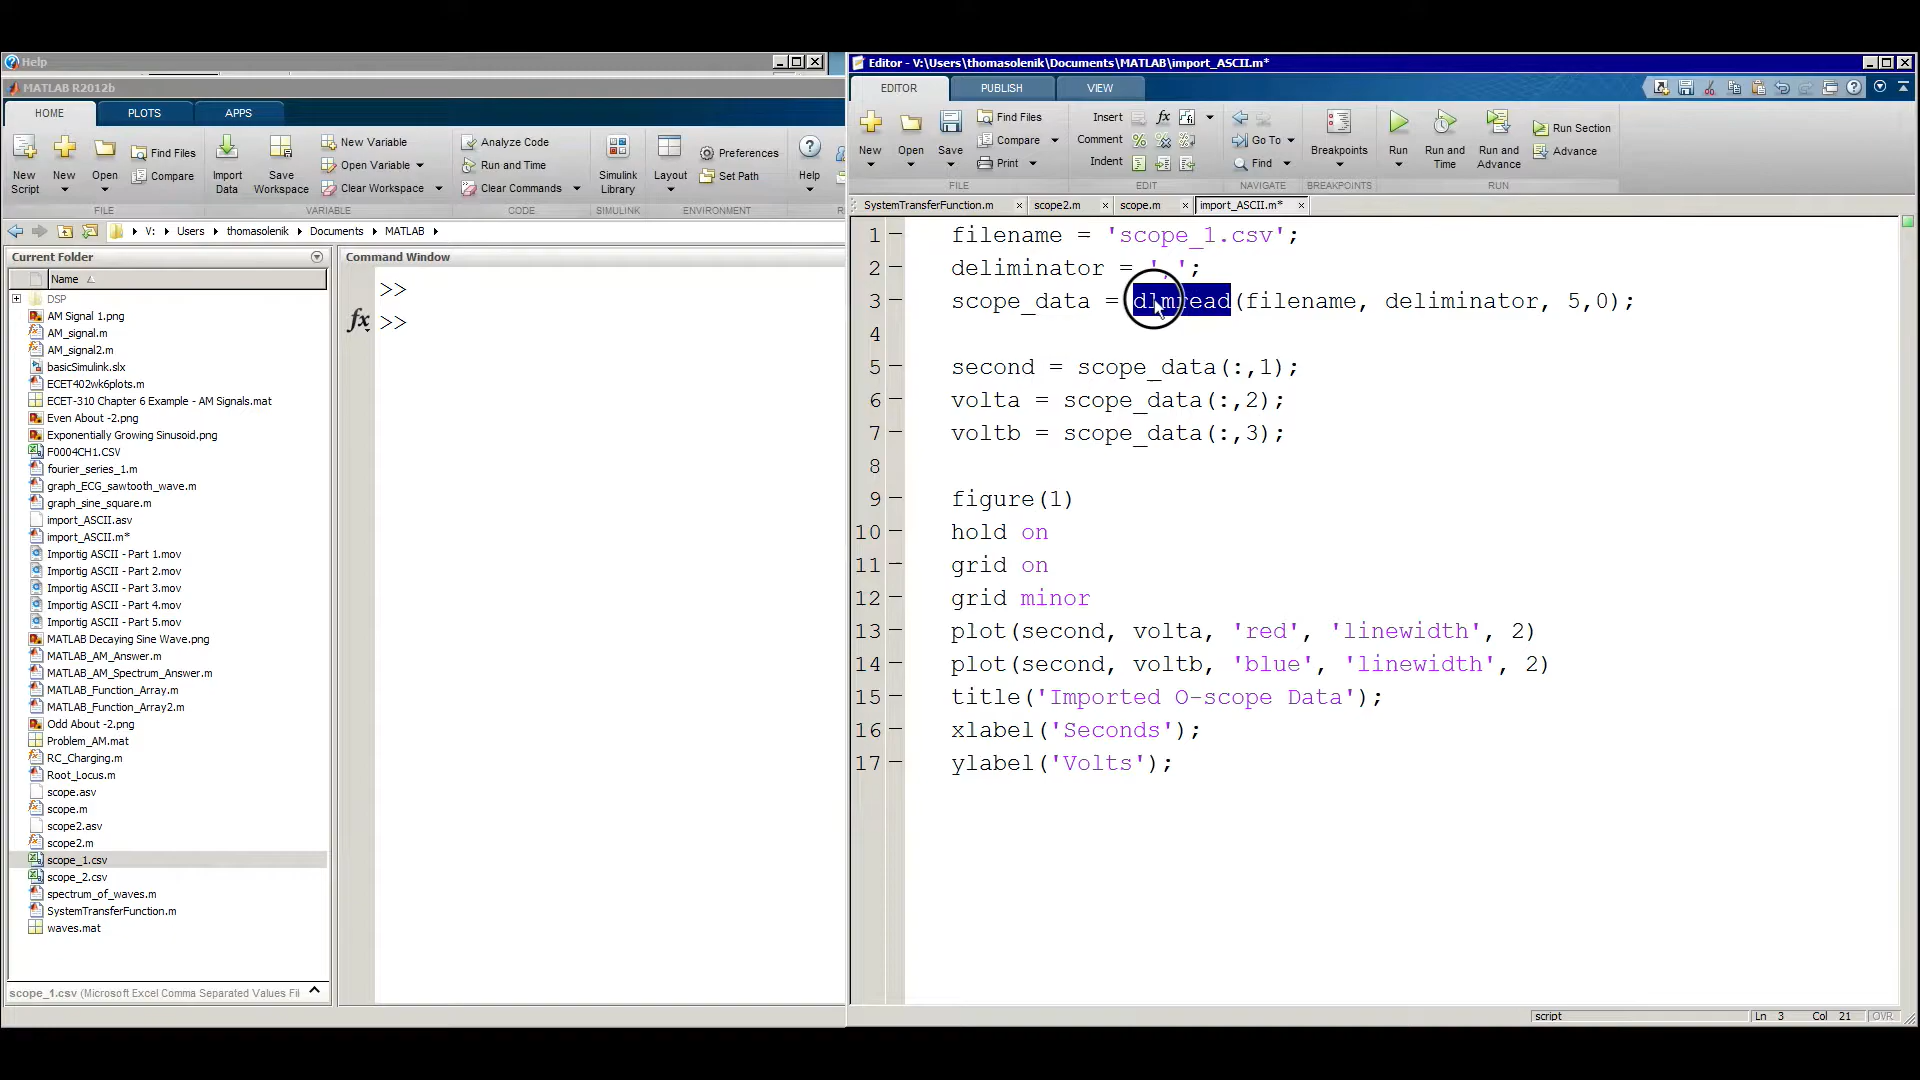 Help
MATLAB R2012b
HOME
PLOTS
APPS
New Script
New
Open
Find Files
Compare
Import Data
Save Workspace
New Variable
Open Variable
Clear Workspace
Analyze Code
Run and Time
Clear Commands
Simulink Library
Layout
Preferences
Set Path
Help
FILE
VARIABLE
CODE
SIMULINK
ENVIRONMENT
V:
Users
thomasolenik
Documents
MATLAB
Current Folder
Name
DSP
AM Signal 1.png
AM_signal.m
AM_signal2.m
basicSimulink.slx
ECET402wk6plots.m
ECET-310 Chapter 6 Example - AM Signals.mat
Even About -2.png
Exponentially Growing Sinusoid.png
F0004CH1.CSV
fourier_series_1.m
graph_ECG_sawtooth_wave.m
graph_sine_square.m
import_ASCII.asv
import_ASCII.m*
Importig ASCII - Part 1.mov
Importig ASCII - Part 2.mov
Importig ASCII - Part 3.mov
Importig ASCII - Part 4.mov
Importig ASCII - Part 5.mov
MATLAB Decaying Sine Wave.png
MATLAB_AM_Answer.m
MATLAB_AM_Spectrum_Answer.m
MATLAB_Function_Array.m
MATLAB_Function_Array2.m
Odd About -2.png
Problem_AM.mat
RC_Charging.m
Root_Locus.m
scope.asv
scope.m
scope2.asv
scope2.m
scope_1.csv
scope_2.csv
spectrum_of_waves.m
SystemTransferFunction.m
waves.mat
scope_1.csv (Microsoft Excel Comma Separated Values Fil
Command Window
>>
fx >>
Editor - V:\Users\thomasolenik\Documents\MATLAB\import_ASCII.m*
EDITOR
PUBLISH
VIEW
New
Open
Save
Find Files
Compare
Print
Insert
Comment
Indent
Go To
Find
Breakpoints
Run
Run and Time
Run and Advance
Run Section
Advance
FILE
EDIT
NAVIGATE
BREAKPOINTS
RUN
SystemTransferFunction.m
scope2.m
scope.m
import_ASCII.m*
1 filename = 'scope_1.csv';
2 deliminator = ',';
3 scope_data = dlmread(filename, deliminator, 5,0);
4
5 second = scope_data(:,1);
6 volta = scope_data(:,2);
7 voltb = scope_data(:,3);
8
9 figure(1)
10 hold on
11 grid on
12 grid minor
13 plot(second, volta, 'red', 'linewidth', 2)
14 plot(second, voltb, 'blue', 'linewidth', 2)
15 title('Imported O-scope Data');
16 xlabel('Seconds');
17 ylabel('Volts');
script
Ln 3 Col 21
OVR